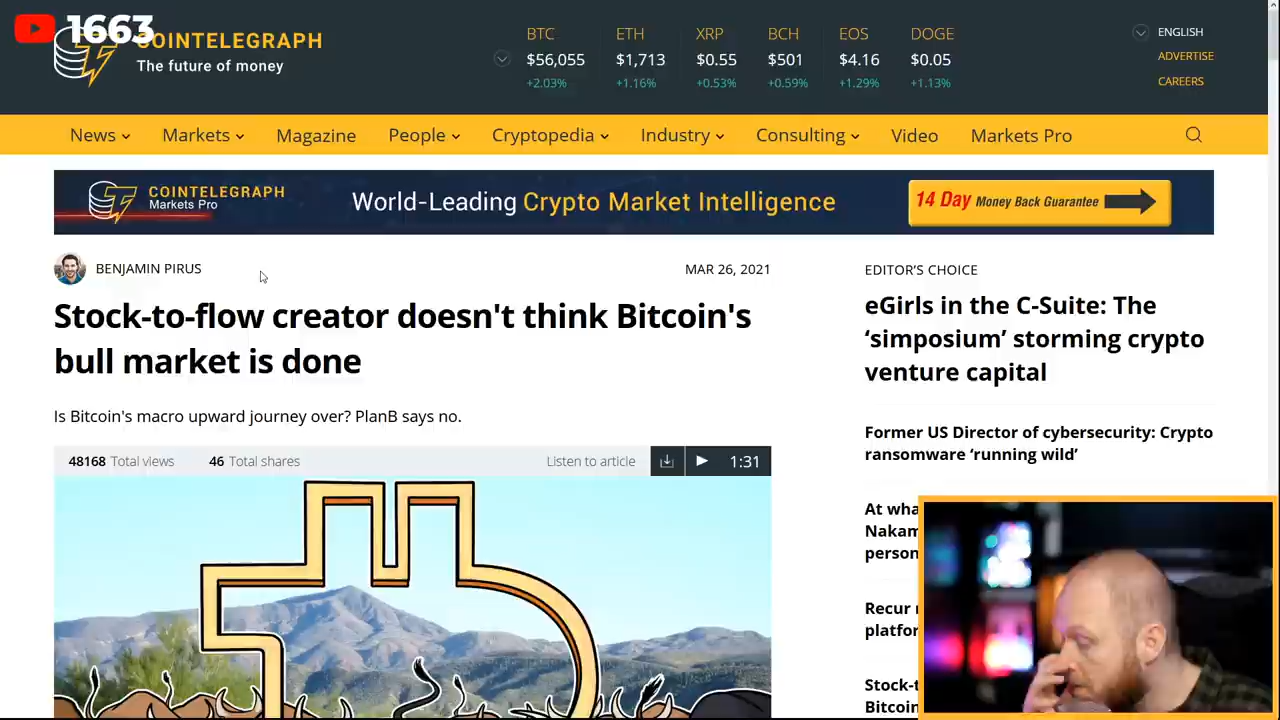 1663
COINTELEGRAPH
The future of money
BTC ETH XRP BCH EOS DOGE
$56,055 $1,713 $0.55 $501 $4.16 $0.05
+2.03% +1.16% +0.53% +0.59% +1.29% +1.13%
ENGLISH
ADVERTISE
CAREERS
News Markets Magazine People Cryptopedia Industry Consulting Video Markets Pro
COINTELEGRAPH
Markets Pro
World-Leading Crypto Market Intelligence
14 Day Money Back Guarantee
BENJAMIN PIRUS
MAR 26, 2021
Stock-to-flow creator doesn't think Bitcoin's
bull market is done
Is Bitcoin's macro upward journey over? PlanB says no.
48168 Total views 46 Total shares Listen to article 1:31
EDITOR'S CHOICE
eGirls in the C-Suite: The
‘simposium’ storming crypto
venture capital
Former US Director of cybersecurity: Crypto
ransomware ‘running wild’
At
Recur